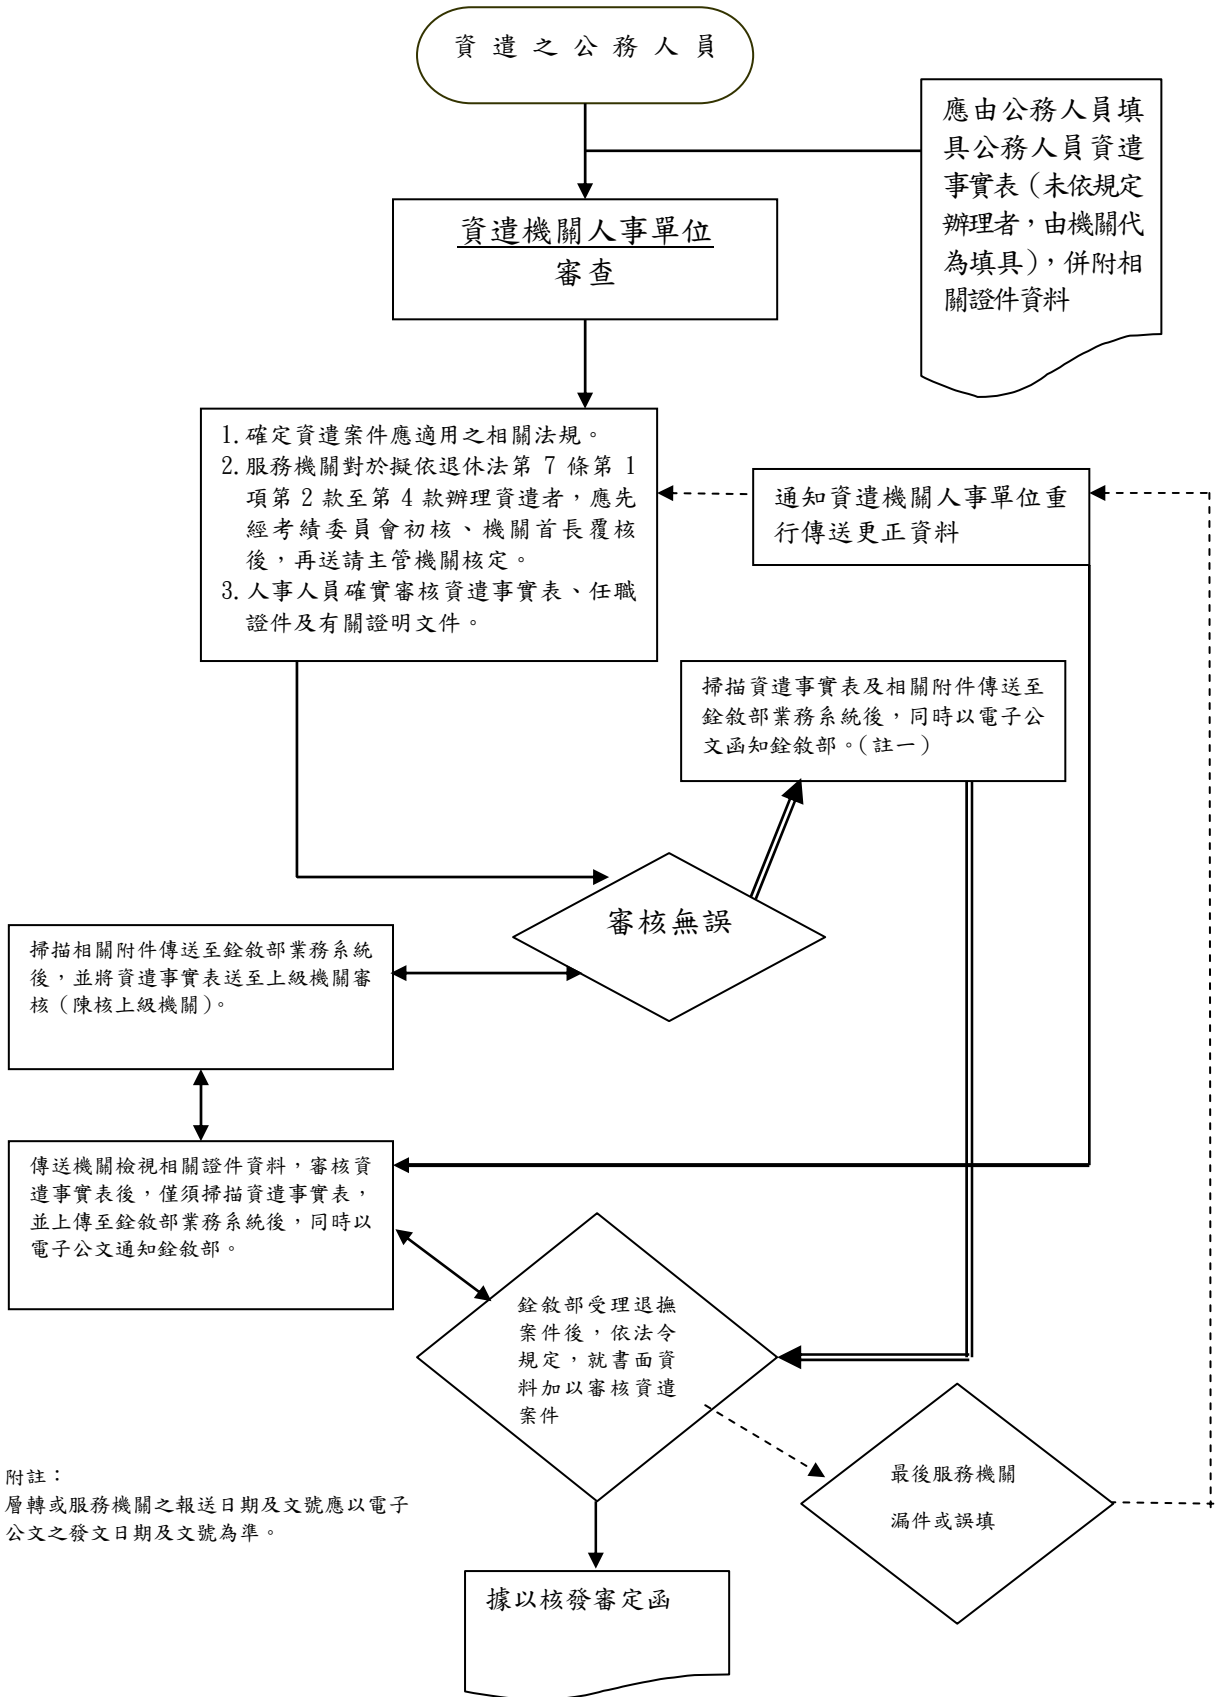 資遣之公務人員
應由公務人員填
具公務人員資遣
事實表（未依規定
辦理者，由機關代
為填具），併附相
關證件資料
資遣機關人事單位
審查
1.確定資遣案件應適用之相關法規。
2.服務機關對於擬依退休法第 7 條第 1
項第 2 款至第 4 款辦理資遣者，應先
經考績委員會初核、機關首長覆核
後，再送請主管機關核定。
3.人事人員確實審核資遣事實表、任職
證件及有關證明文件。
通知資遣機關人事單位重
行傳送更正資料
掃描資遣事實表及相關附件傳送至
銓敘部業務系統後，同時以電子公
文函知銓敘部。（註一）
審核無誤
掃描相關附件傳送至銓敘部業務系統
後，並將資遣事實表送至上級機關審
核（陳核上級機關）。
傳送機關檢視相關證件資料，審核資
遣事實表後，僅須掃描資遣事實表，
並上傳至銓敘部業務系統後，同時以
電子公文通知銓敘部。
銓敘部受理退撫
案件後，依法令
規定，就書面資
料加以審核資遣
案件
最後服務機關
漏件或誤填
附註：
層轉或服務機關之報送日期及文號應以電子
公文之發文日期及文號為準。
據以核發審定函